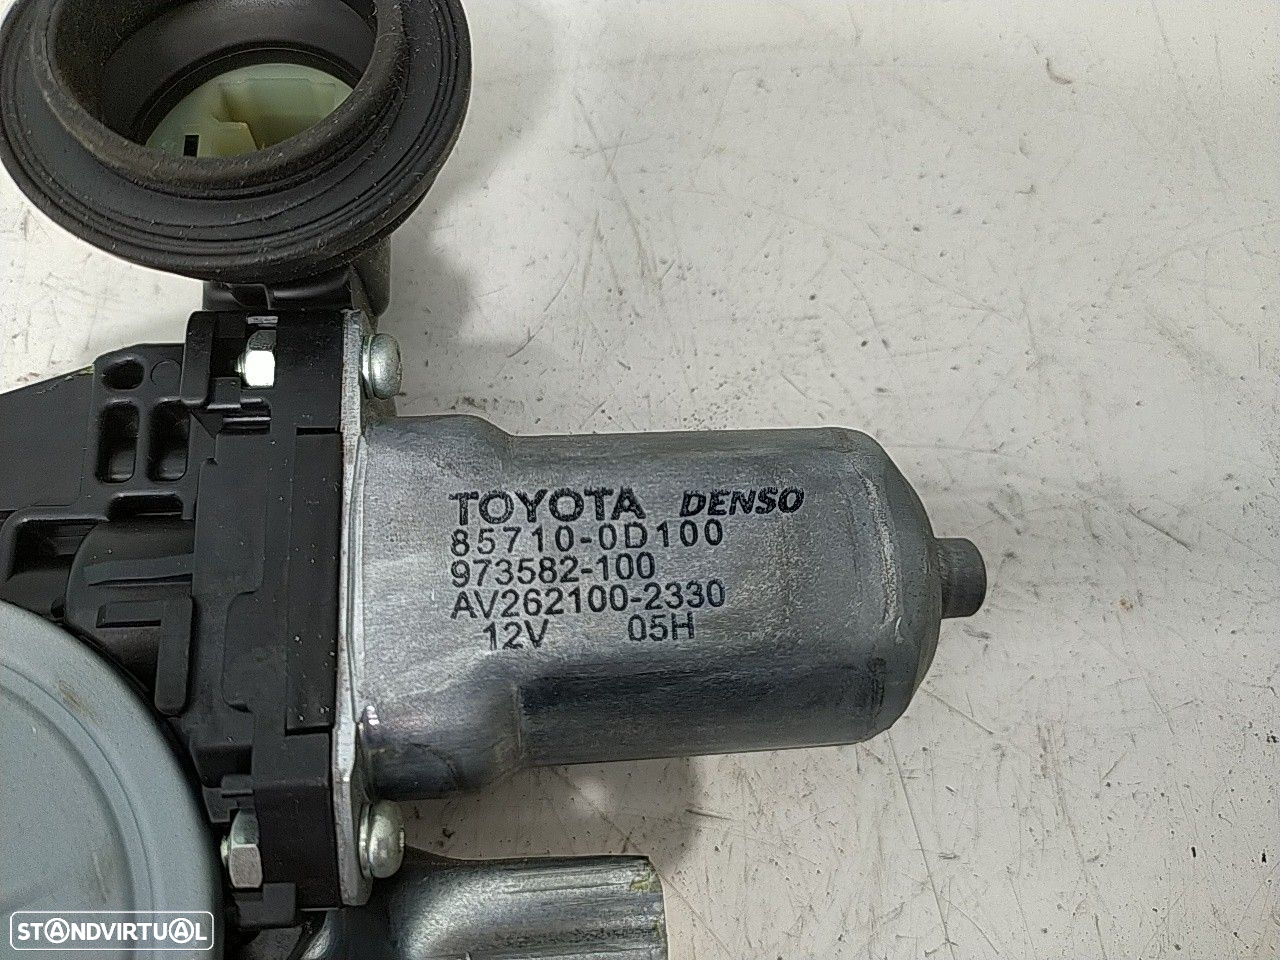 TOYOTA DENSO
85710-0D100
973582-100
AV262100-2330
12V 05H
STANDVIRTUAL